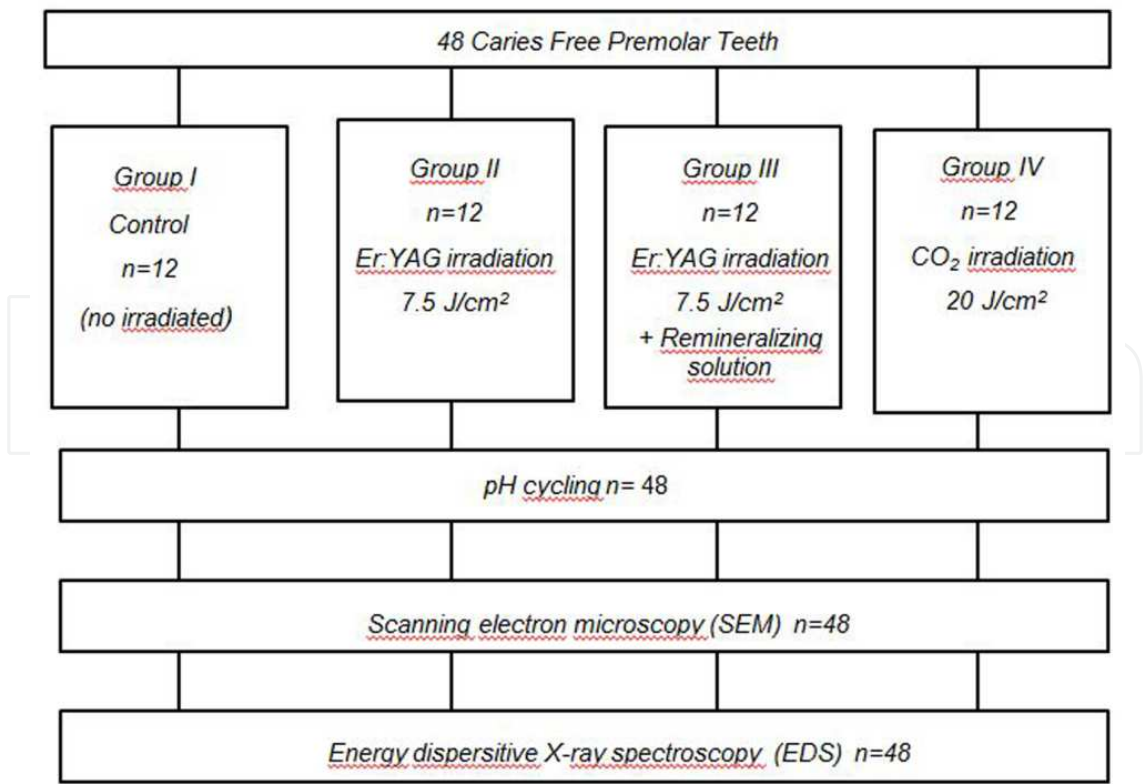 48 Caries Free Premolar Teeth
Group I
Control
n=12
(no irradiated)
Group II
n=12
Er:YAG irradiation
7.5 J/cm²
Group III
n=12
Er:YAG irradiation
7.5 J/cm²
+ Remineralizing
solution
Group IV
n=12
CO₂ irradiation
20 J/cm²
pH cycling n= 48
Scanning electron microscopy (SEM) n=48
Energy dispersitive X-ray spectroscopy (EDS) n=48